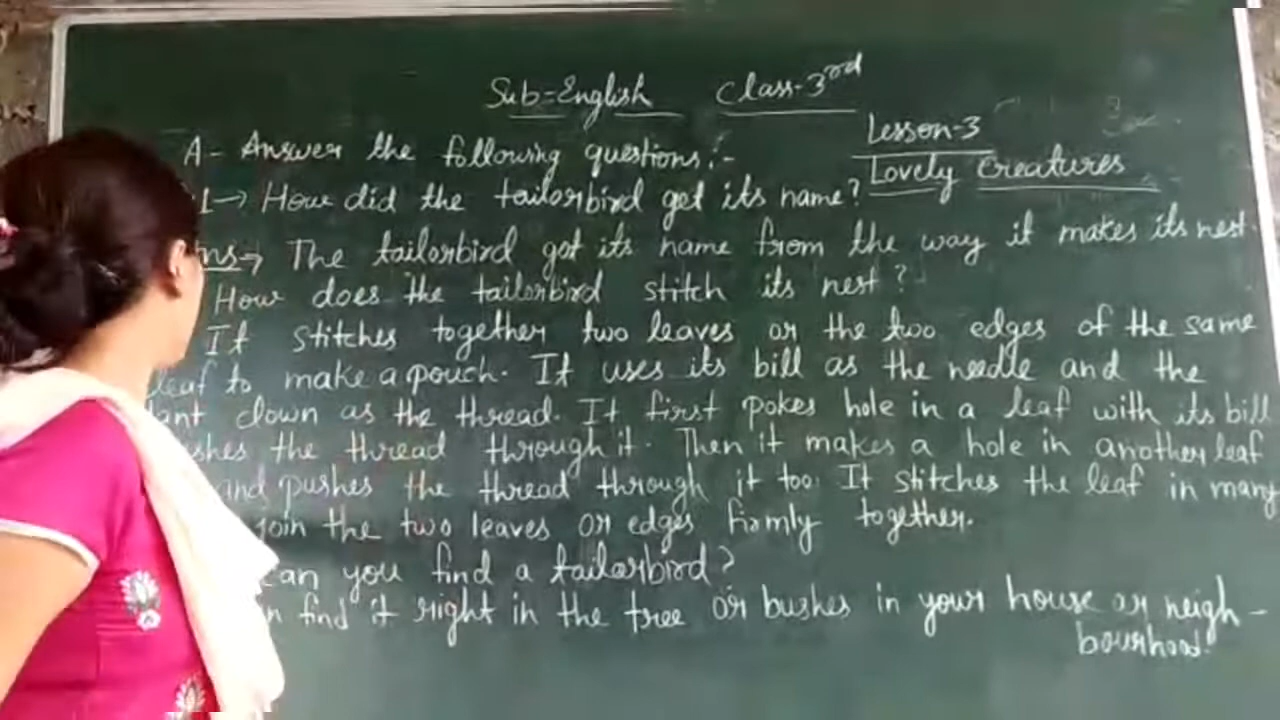 Sub=English Class-3rd
Lesson-3
Lovely Creatures
A- Answer the following questions:-
1→ How did the tailorbird get its name?
Ans→ The tailorbird got its name from the way it makes its nest.
How does the tailorbird stitch its nest?
It stitches together two leaves or the two edges of the same
leaf to make a pouch. It uses its bill as the needle and the
down as the thread. It first pokes hole in a leaf with its bill
the thread through it. Then it makes a hole in another leaf
and pushes the thread through it too. It stitches the leaf in many
join the two leaves or edges firmly together.
can you find a tailorbird?
find it right in the tree or bushes in your house or neigh-
bourhood.